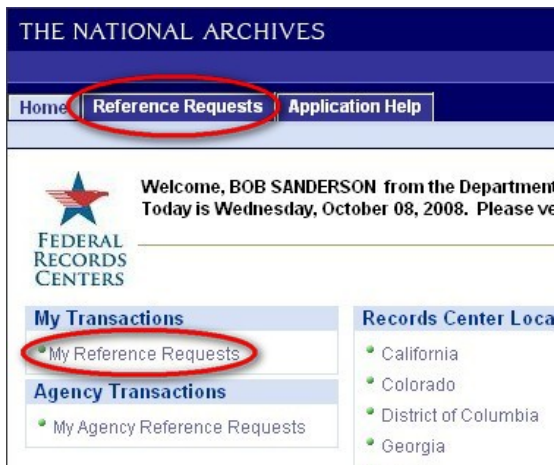 THE NATIONAL ARCHIVES
Home Reference Requests Application Help
Welcome, BOB SANDERSON from the Department
Today is Wednesday, October 08, 2008. Please ve
FEDERAL
RECORDS
CENTERS
My Transactions
My Reference Requests
Agency Transactions
My Agency Reference Requests
Records Center Loca
California
Colorado
District of Columbia
Georgia